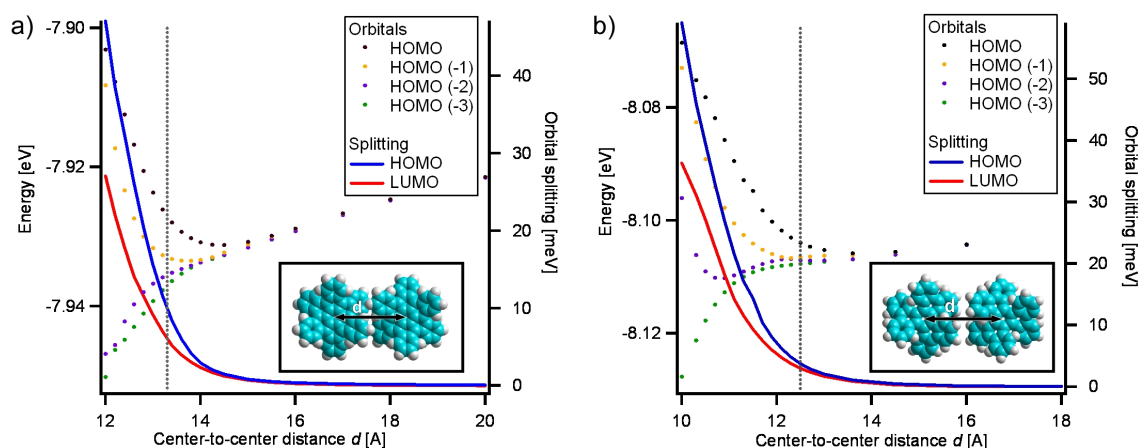 a)
-7.90
-7.92
-7.94
Energy [eV]
12
14
16
18
20
Center-to-center distance d [A]
0
10
20
30
40
Orbital splitting
[meV]
Orbitals
HOMO
HOMO (-1)
HOMO (-2)
HOMO (-3)
Splitting
HOMO
LUMO
d
b)
-8.08
-8.10
-8.12
Energy [eV]
10
12
14
16
18
Center-to-center distance d [A]
0
10
20
30
40
50
Orbital splitting
[meV]
Orbitals
HOMO
HOMO (-1)
HOMO (-2)
HOMO (-3)
Splitting
HOMO
LUMO
d